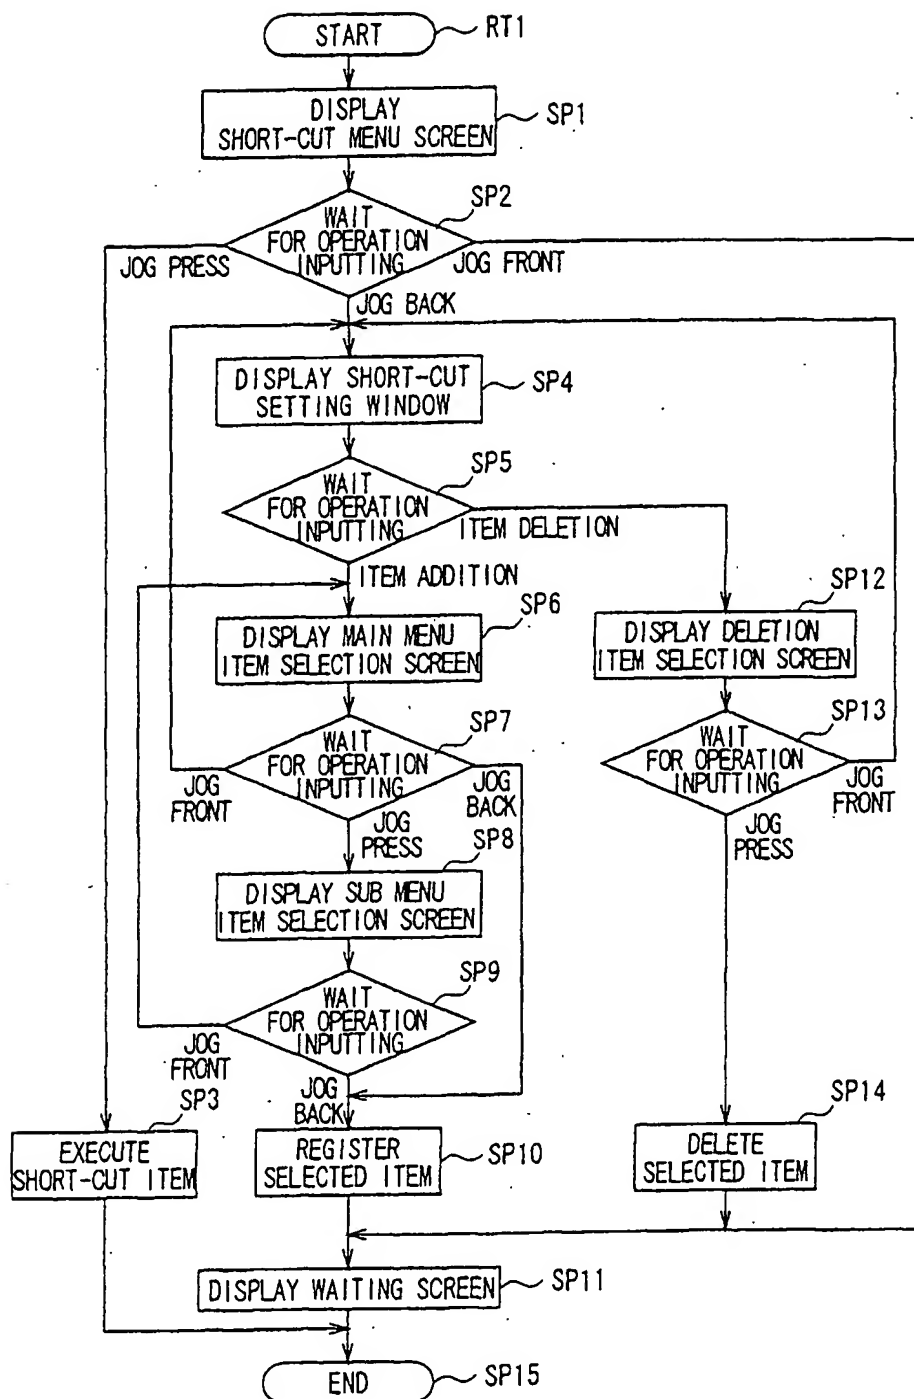 START
RT1
DISPLAY
SHORT-CUT MENU SCREEN
SP1
SP2
WAIT
FOR OPERATION
INPUTTING
JOG PRESS
JOG FRONT
JOG BACK
DISPLAY SHORT-CUT
SETTING WINDOW
SP4
SP5
WAIT
FOR OPERATION
INPUTTING
ITEM DELETION
ITEM ADDITION
SP6
DISPLAY MAIN MENU
ITEM SELECTION SCREEN
SP12
DISPLAY DELETION
ITEM SELECTION SCREEN
SP7
WAIT
FOR OPERATION
INPUTTING
JOG
FRONT
JOG
BACK
JOG
PRESS
SP13
WAIT
FOR OPERATION
INPUTTING
JOG
FRONT
JOG
PRESS
SP8
DISPLAY SUB MENU
ITEM SELECTION SCREEN
SP9
WAIT
FOR OPERATION
INPUTTING
JOG
FRONT
JOG
BACK
SP3
EXECUTE
SHORT-CUT ITEM
REGISTER
SELECTED ITEM
SP10
SP14
DELETE
SELECTED ITEM
DISPLAY WAITING SCREEN
SP11
END
SP15